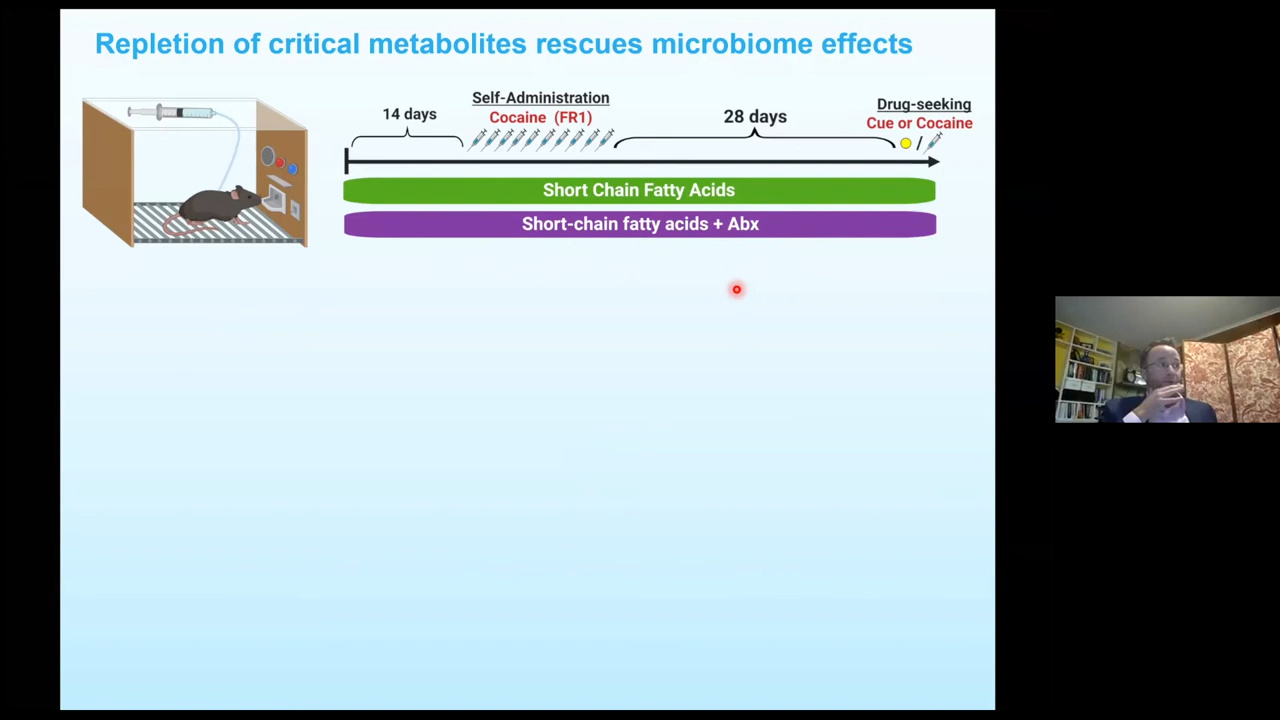 Repletion of critical metabolites rescues microbiome effects
14 days
Self-Administration
Cocaine (FR1)
28 days
Drug-seeking
Cue or Cocaine
/
Short Chain Fatty Acids
Short-chain fatty acids + Abx